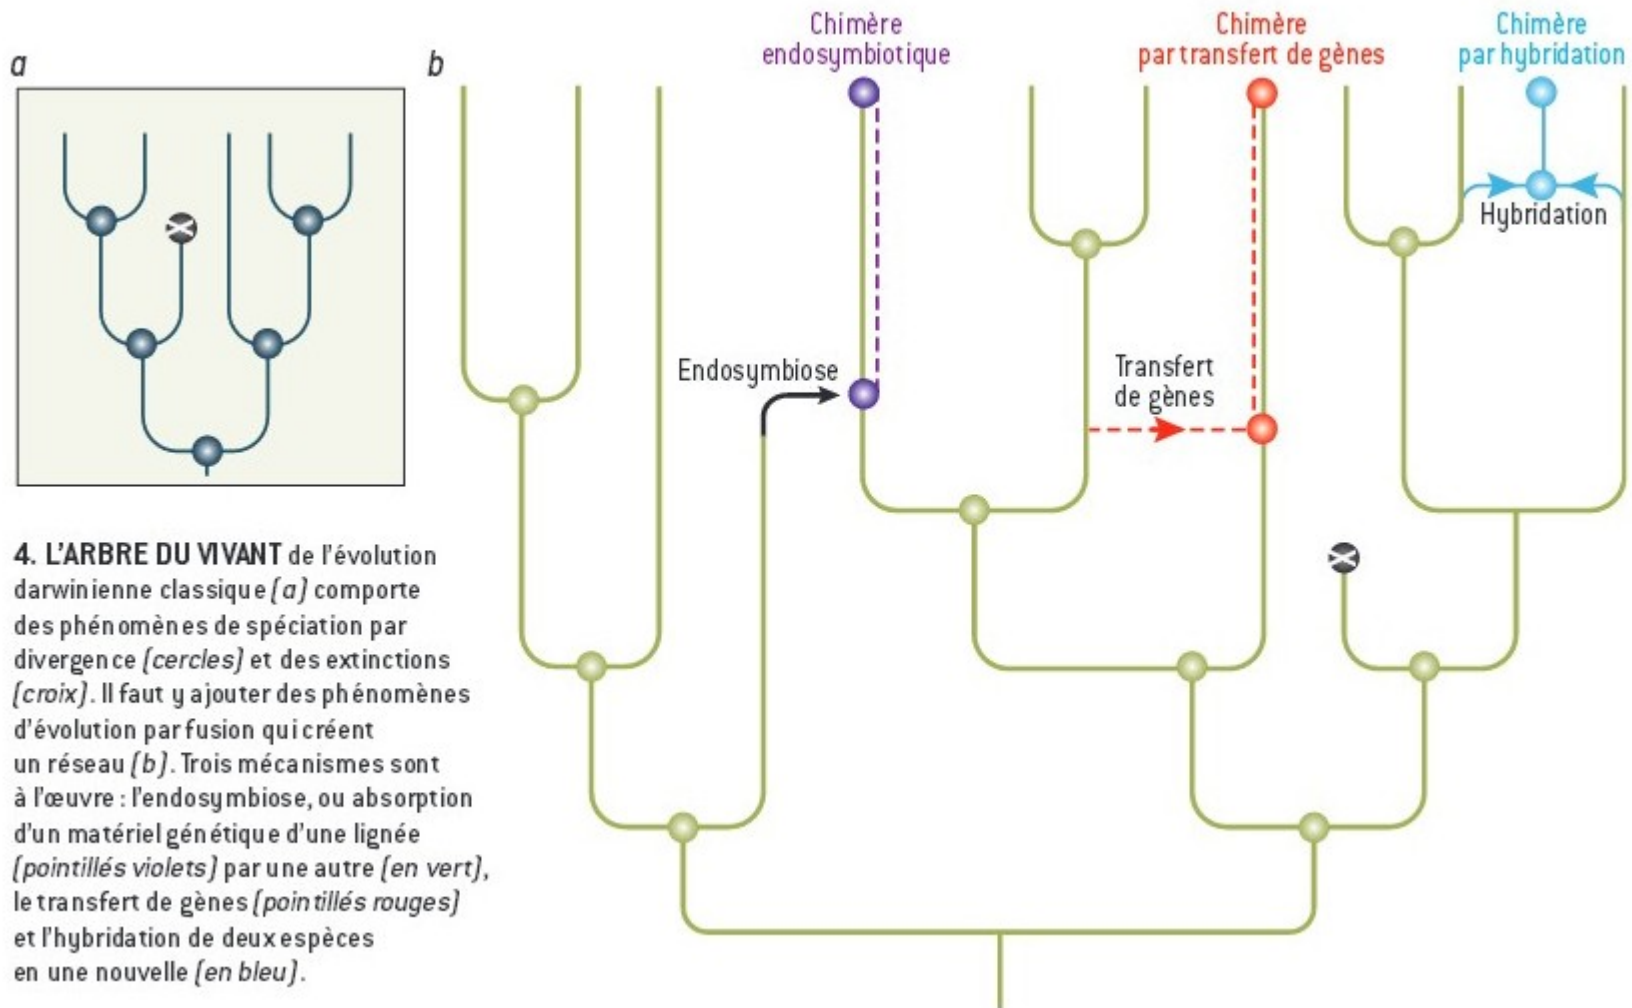 a
b
Chimère
endosymbiotique
Chimère
par transfert de gènes
Chimère
par hybridation
Hybridation
Endosymbiose
Transfert
de gènes
4. L'ARBRE DU VIVANT de l'évolution
darwinienne classique (a) comporte
des phénomènes de spéciation par
divergence (cercles) et des extinctions
(croix). Il faut y ajouter des phénomènes
d'évolution par fusion qui créent
un réseau (b). Trois mécanismes sont
à l'œuvre : l'endosymbiose, ou absorption
d'un matériel génétique d'une lignée
(pointillés violets) par une autre (en vert),
le transfert de gènes (pointillés rouges)
et l'hybridation de deux espèces
en une nouvelle (en bleu).